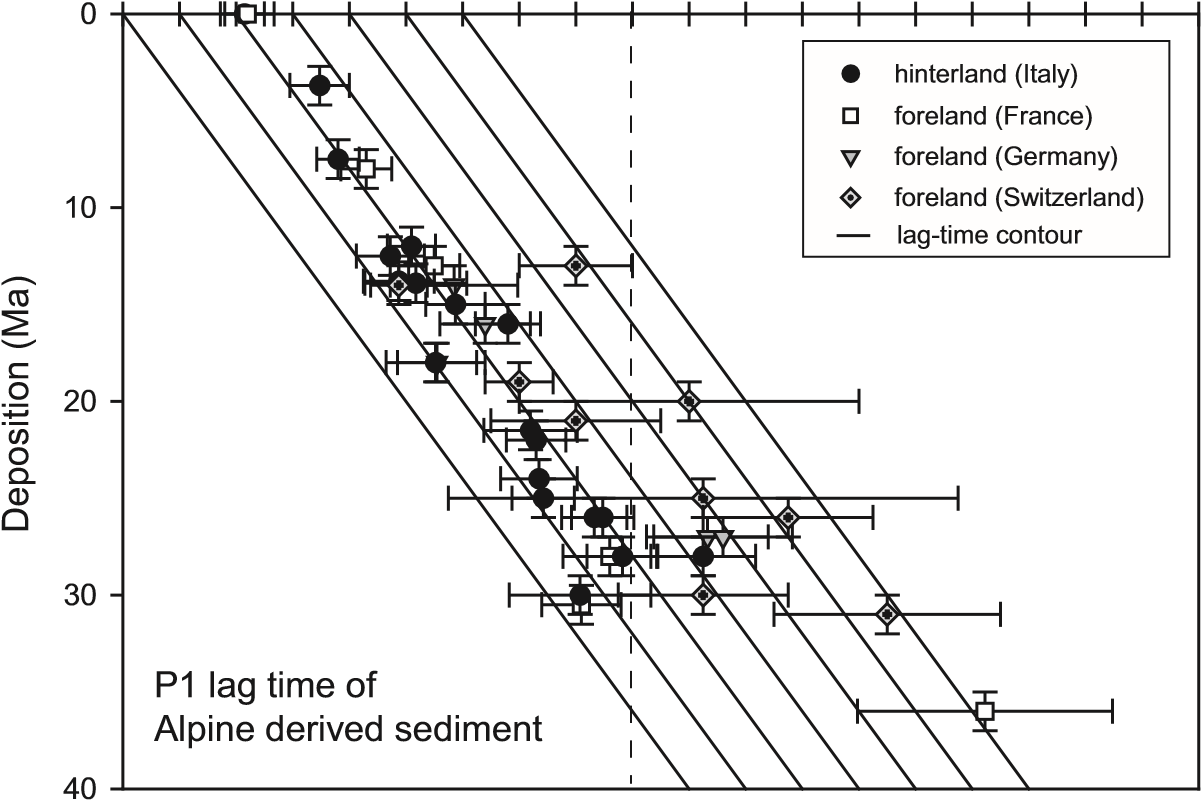 0
10
20
30
40
Deposition (Ma)
hinterland (Italy)
foreland (France)
foreland (Germany)
foreland (Switzerland)
lag-time contour
P1 lag time of
Alpine derived sediment